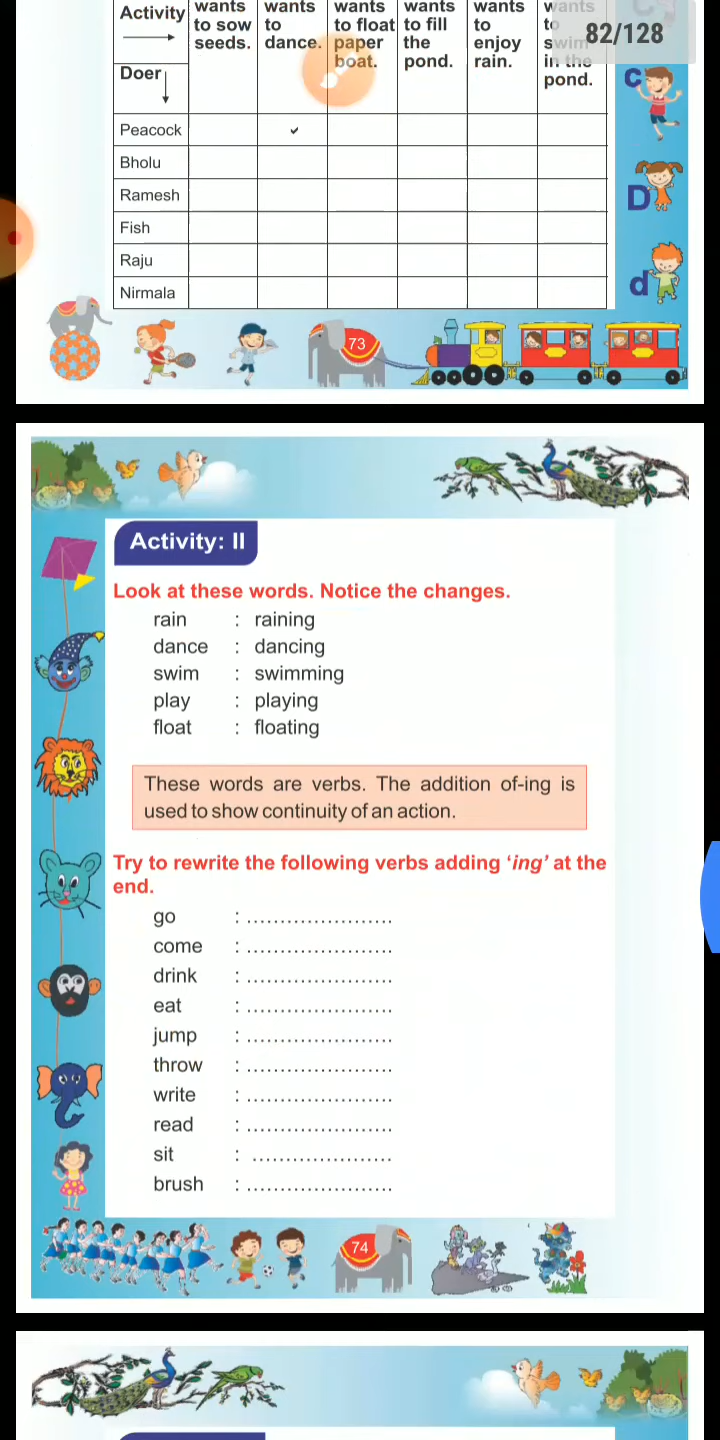 Activity
wants to sow seeds.
wants to dance.
wants to float paper boat.
wants to fill the pond.
wants to enjoy rain.
wants to swim in the pond.
82/128
Doer
Peacock ✓
Bholu
Ramesh
Fish
Raju
Nirmala
C
c
D
d
73
Activity: II
Look at these words. Notice the changes.
rain : raining
dance : dancing
swim : swimming
play : playing
float : floating
These words are verbs. The addition of-ing is
used to show continuity of an action.
Try to rewrite the following verbs adding ‘ing’ at the
end.
go : ......................
come : ......................
drink : ......................
eat : ......................
jump : ......................
throw : ......................
write : ......................
read : ......................
sit : .....................
brush : ......................
74